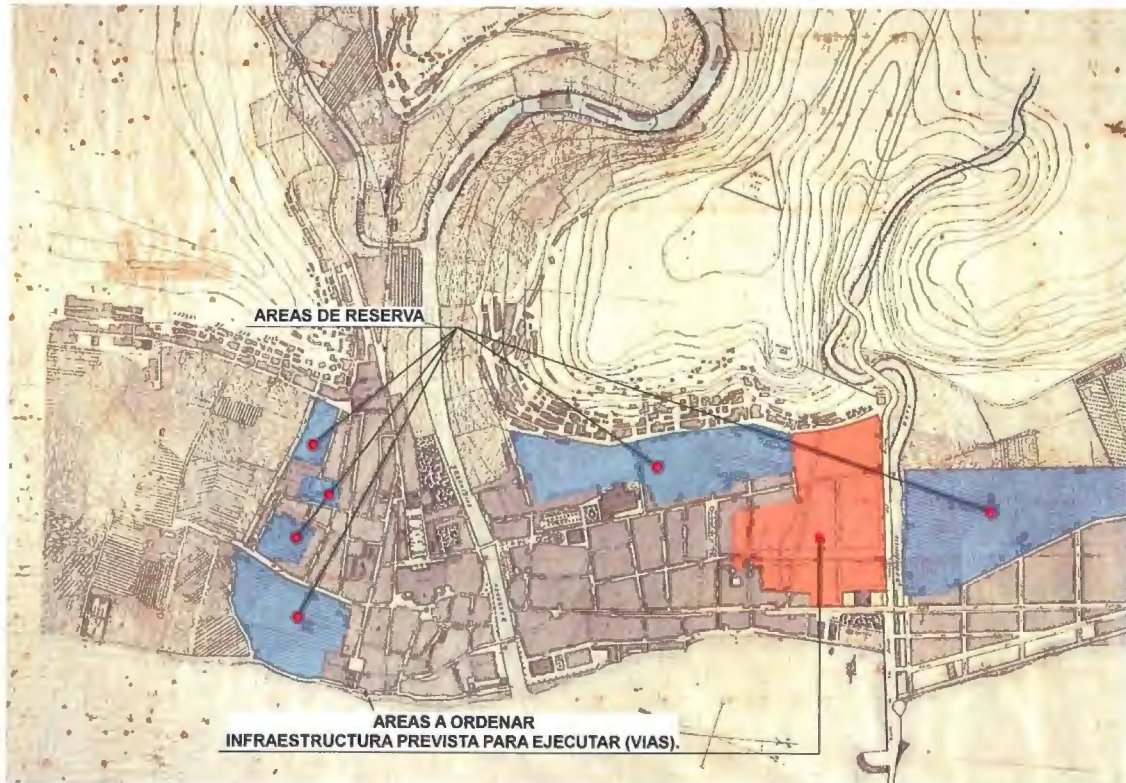 AREAS DE RESERVA
AREAS A ORDENAR
INFRAESTRUCTURA PREVISTA PARA EJECUTAR (VIAS).